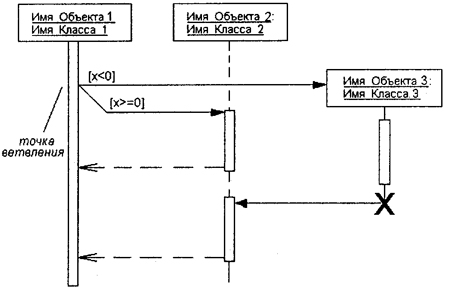 Имя Объекта 1
Имя Класса 1
Имя Объекта 2:
Имя Класса 2
[x<0]
Имя Объекта 3:
Имя Класса 3
[x>=0]
точка
ветвления